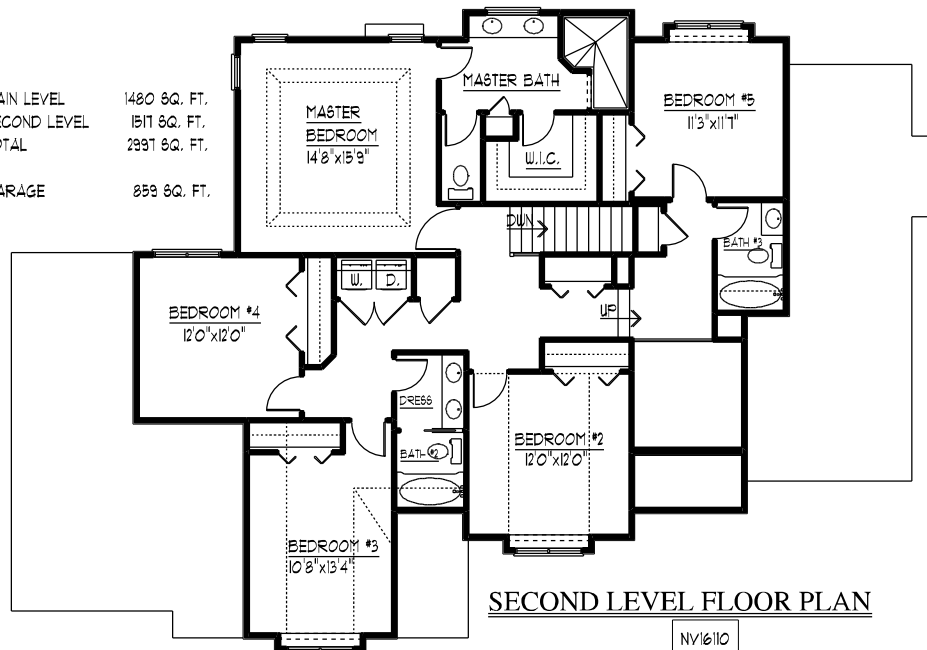 AIN LEVEL 1480 SQ. FT.
ECOND LEVEL 1517 SQ. FT.
OTAL 2997 SQ. FT.
ARAGE 859 SQ. FT.
MASTER
BEDROOM
14'8"x15'9"
MASTER BATH
W.I.C.
BEDROOM #5
11'3"x11'7"
DWN
BATH #3
W. D.
UP
BEDROOM #4
12'0"x12'0"
DRESS
BATH #2
BEDROOM #2
12'0"x12'0"
BEDROOM #3
10'8"x13'4"
SECOND LEVEL FLOOR PLAN
NV16110